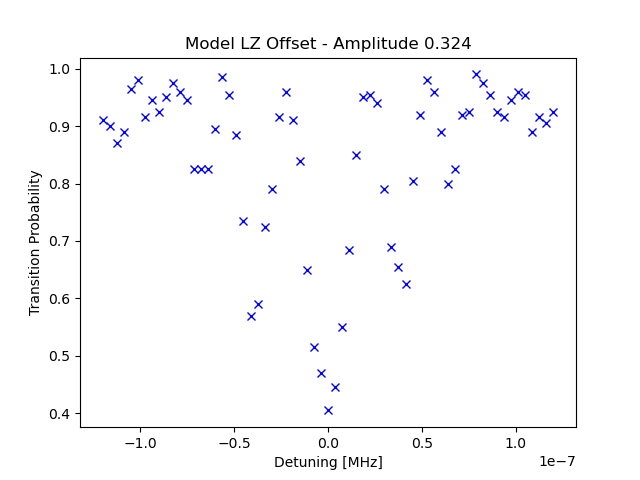 Model LZ Offset - Amplitude 0.324
1.0
0.9
0.8
0.7
0.6
0.5
0.4
Transition Probability
−1.0 −0.5 0.0 0.5 1.0
1e−7
Detuning [MHz]